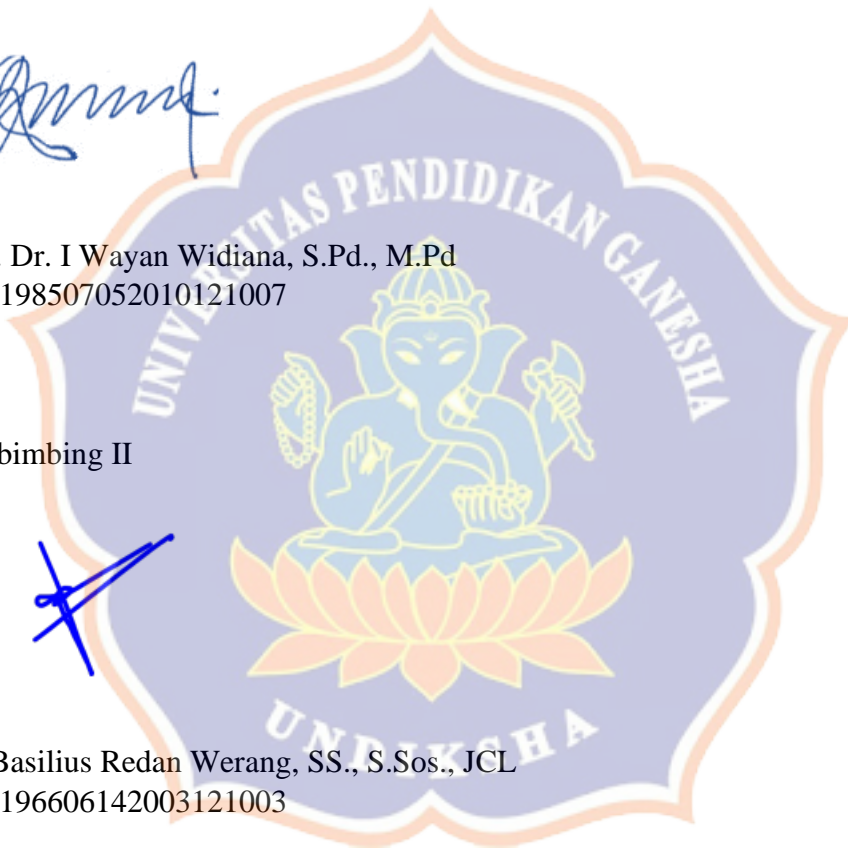 UNIVERSITAS PENDIDIKAN GANESHA
. Dr. I Wayan Widiana, S.Pd., M.Pd
198507052010121007
bimbing II
UNDIKSHA
Basilius Redan Werang, SS., S.Sos., JCL
196606142003121003